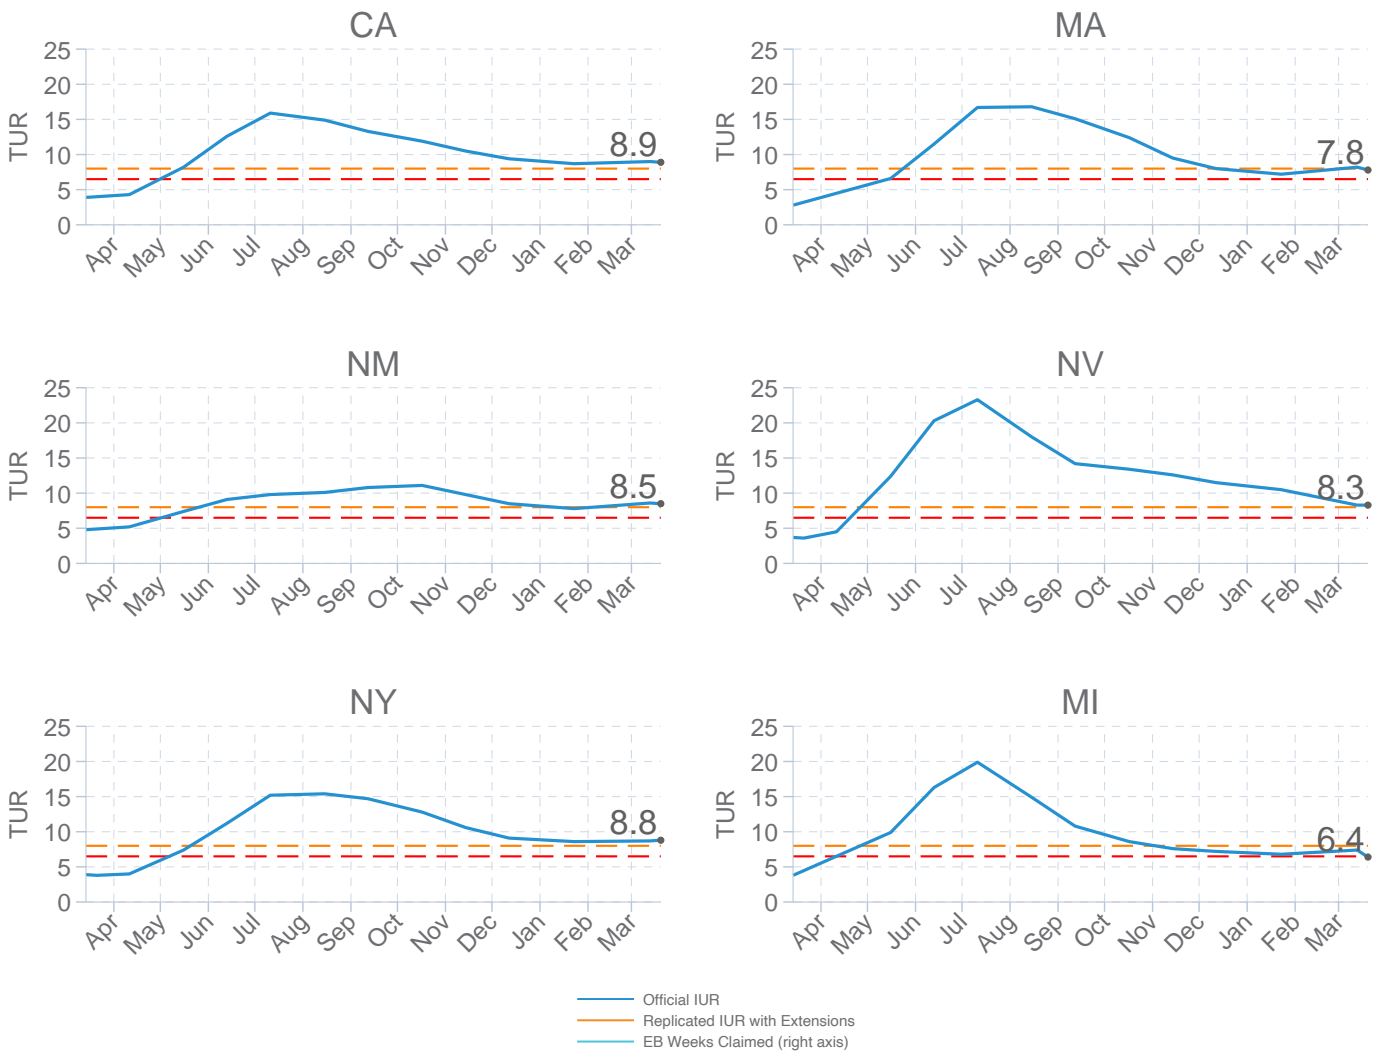 CA
TUR
25
20
15
10
5
0
8.9
Apr May Jun Jul Aug Sep Oct Nov Dec Jan Feb Mar
MA
TUR
25
20
15
10
5
0
7.8
Apr May Jun Jul Aug Sep Oct Nov Dec Jan Feb Mar
NM
TUR
25
20
15
10
5
0
8.5
Apr May Jun Jul Aug Sep Oct Nov Dec Jan Feb Mar
NV
TUR
25
20
15
10
5
0
8.3
Apr May Jun Jul Aug Sep Oct Nov Dec Jan Feb Mar
NY
TUR
25
20
15
10
5
0
8.8
Apr May Jun Jul Aug Sep Oct Nov Dec Jan Feb Mar
MI
TUR
25
20
15
10
5
0
6.4
Apr May Jun Jul Aug Sep Oct Nov Dec Jan Feb Mar
Official IUR
Replicated IUR with Extensions
EB Weeks Claimed (right axis)